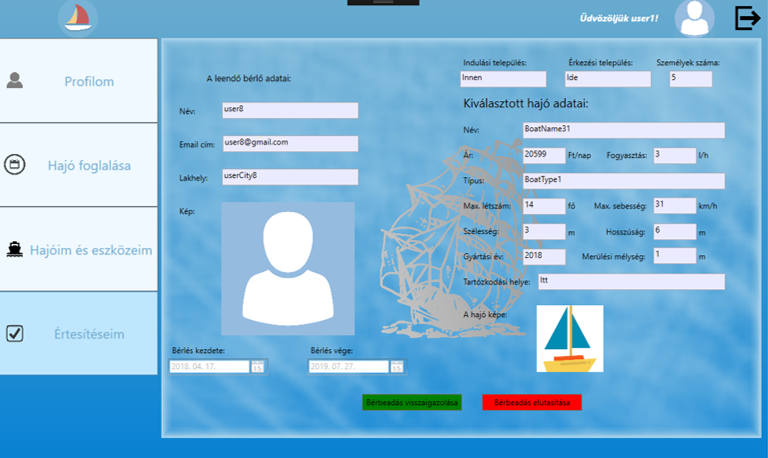 Üdvözöljük user1!
Profilom
Hajó foglalása
Hajóim és eszközeim
Értesítéseim
A leendő bérlő adatai:
Név: user8
Email cím: user8@gmail.com
Lakhely: userCity8
Kép:
Bérlés kezdete: Bérlés vége:
2018. 04. 17. 2019. 07. 27.
Indulási település: Érkezési település: Személyek száma:
Innen Ide 5
Kiválasztott hajó adatai:
Név: BoatName31
Ár: 20599 Ft/nap Fogyasztás: 3 l/h
Típus: BoatType1
Max. létszám: 14 fő Max. sebesség: 31 km/h
Szélesség: 3 m Hosszúság: 6 m
Gyártási év: 2018 Merülési mélység: 1 m
Tartózkodási helye: Itt
A hajó képe:
Bérbeadás visszaigazolása Bérbeadás elutasítása